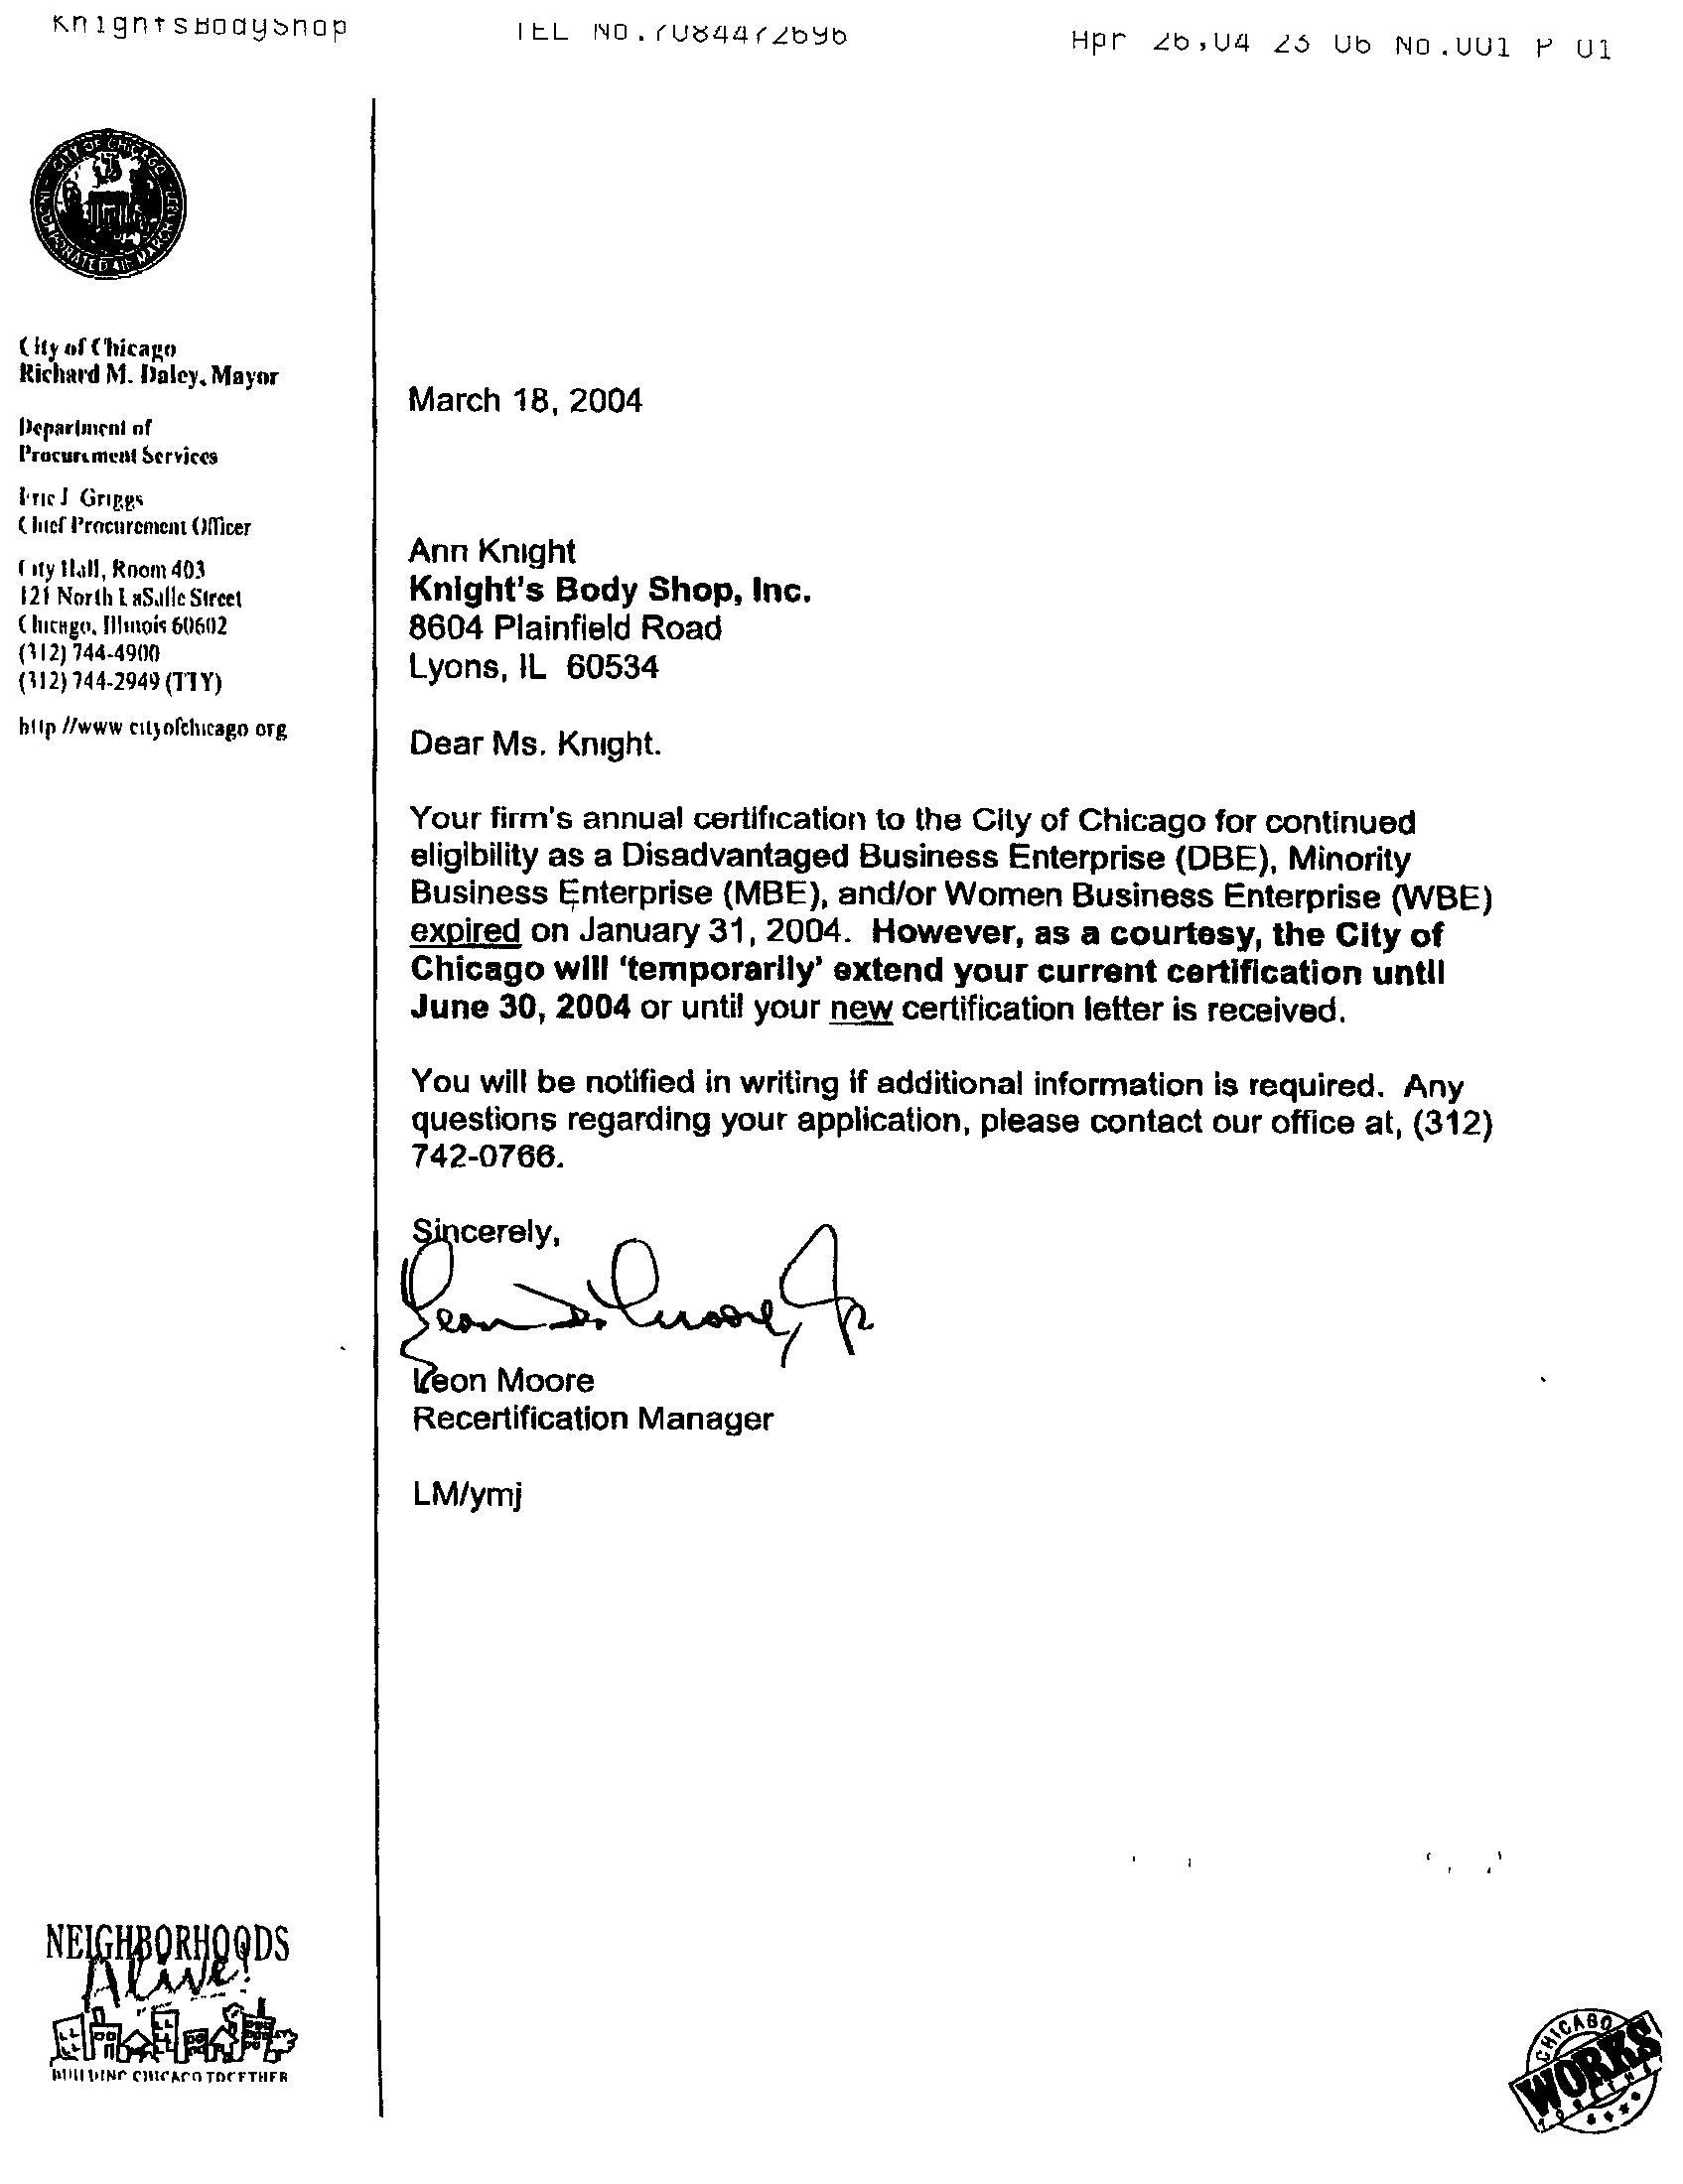 KnightsBodyShop TEL No.7084472696 Apr 26,04 23 06 No.001 P 01
CITY OF CHICAGO
City of Chicago
Richard M. Daley, Mayor
Department of
Procurement Services
Eric J Griggs
Chief Procurement Officer
City Hall, Room 403
121 North LaSalle Street
Chicago, Illinois 60602
(312) 744-4900
(312) 744-2949 (TTY)
http //www cityofchicago org
March 18, 2004
Ann Knight
Knight's Body Shop, Inc.
8604 Plainfield Road
Lyons, IL 60534
Dear Ms. Knight.
Your firm's annual certification to the City of Chicago for continued
eligibility as a Disadvantaged Business Enterprise (DBE), Minority
Business Enterprise (MBE), and/or Women Business Enterprise (WBE)
expired on January 31, 2004. However, as a courtesy, the City of
Chicago will 'temporarily' extend your current certification until
June 30, 2004 or until your new certification letter is received.
You will be notified in writing if additional information is required. Any
questions regarding your application, please contact our office at, (312)
742-0766.
Sincerely,
Leon D. Moore, Jr
Leon Moore
Recertification Manager
LM/ymj
NEIGHBORHOODS
Alive!
BUILDING CHICAGO TOGETHER
CHICAGO
WORKS
TOGETHER